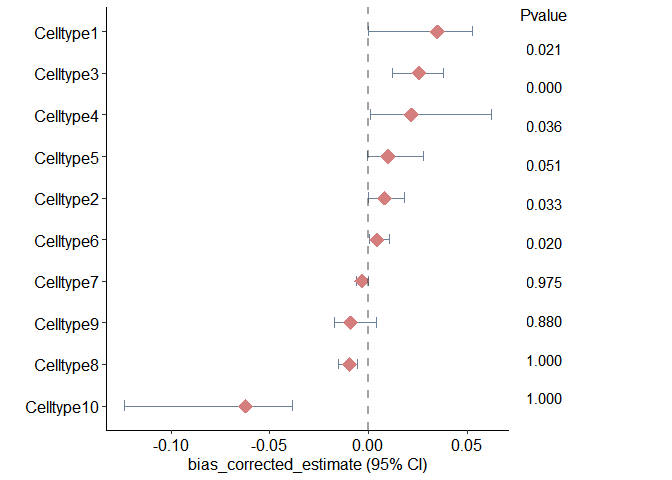 Pvalue
Celltype1
0.021
Celltype3
0.000
Celltype4
0.036
Celltype5
0.051
Celltype2
0.033
Celltype6
0.020
Celltype7
0.975
Celltype9
0.880
Celltype8
1.000
Celltype10
1.000
-0.10 -0.05 0.00 0.05
bias_corrected_estimate (95% CI)